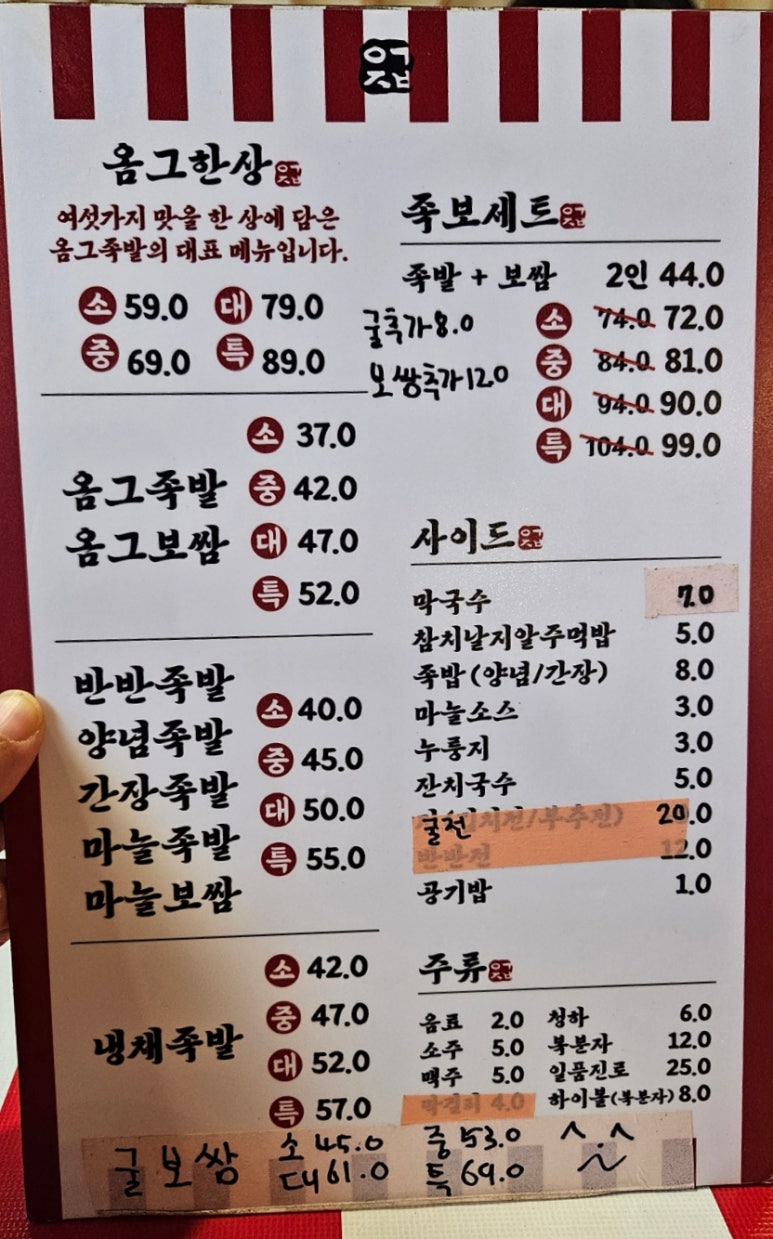 옴그한상
여섯가지 맛을 한 상에 담은
옴그족발의 대표 메뉴입니다.
소 59.0 대 79.0
중 69.0 특 89.0
소 37.0
옴그족발 중 42.0
옴그보쌈 대 47.0
특 52.0
반반족발
양념족발
간장족발
마늘족발
마늘보쌈
소 40.0
중 45.0
대 50.0
특 55.0
소 42.0
중 47.0
냉채족발
대 52.0
특 57.0
족보세트
족발 + 보쌈 2인 44.0
굴추가 8.0
보쌈추가 12.0
소 74.0 72.0
중 84.0 81.0
대 94.0 90.0
특 104.0 99.0
사이드
막국수 7.0
참치날치알주먹밥 5.0
족밥(양념/간장) 8.0
마늘소스 3.0
누룽지 3.0
잔치국수 5.0
굴전 20.0
반반전 12.0
공기밥 1.0
주류
음료 2.0 청하 6.0
소주 5.0 복분자 12.0
맥주 5.0 일품진로 25.0
막걸리 4.0 하이볼(복분자) 8.0
굴보쌈 소 45.0 중 53.0
대 61.0 특 69.0